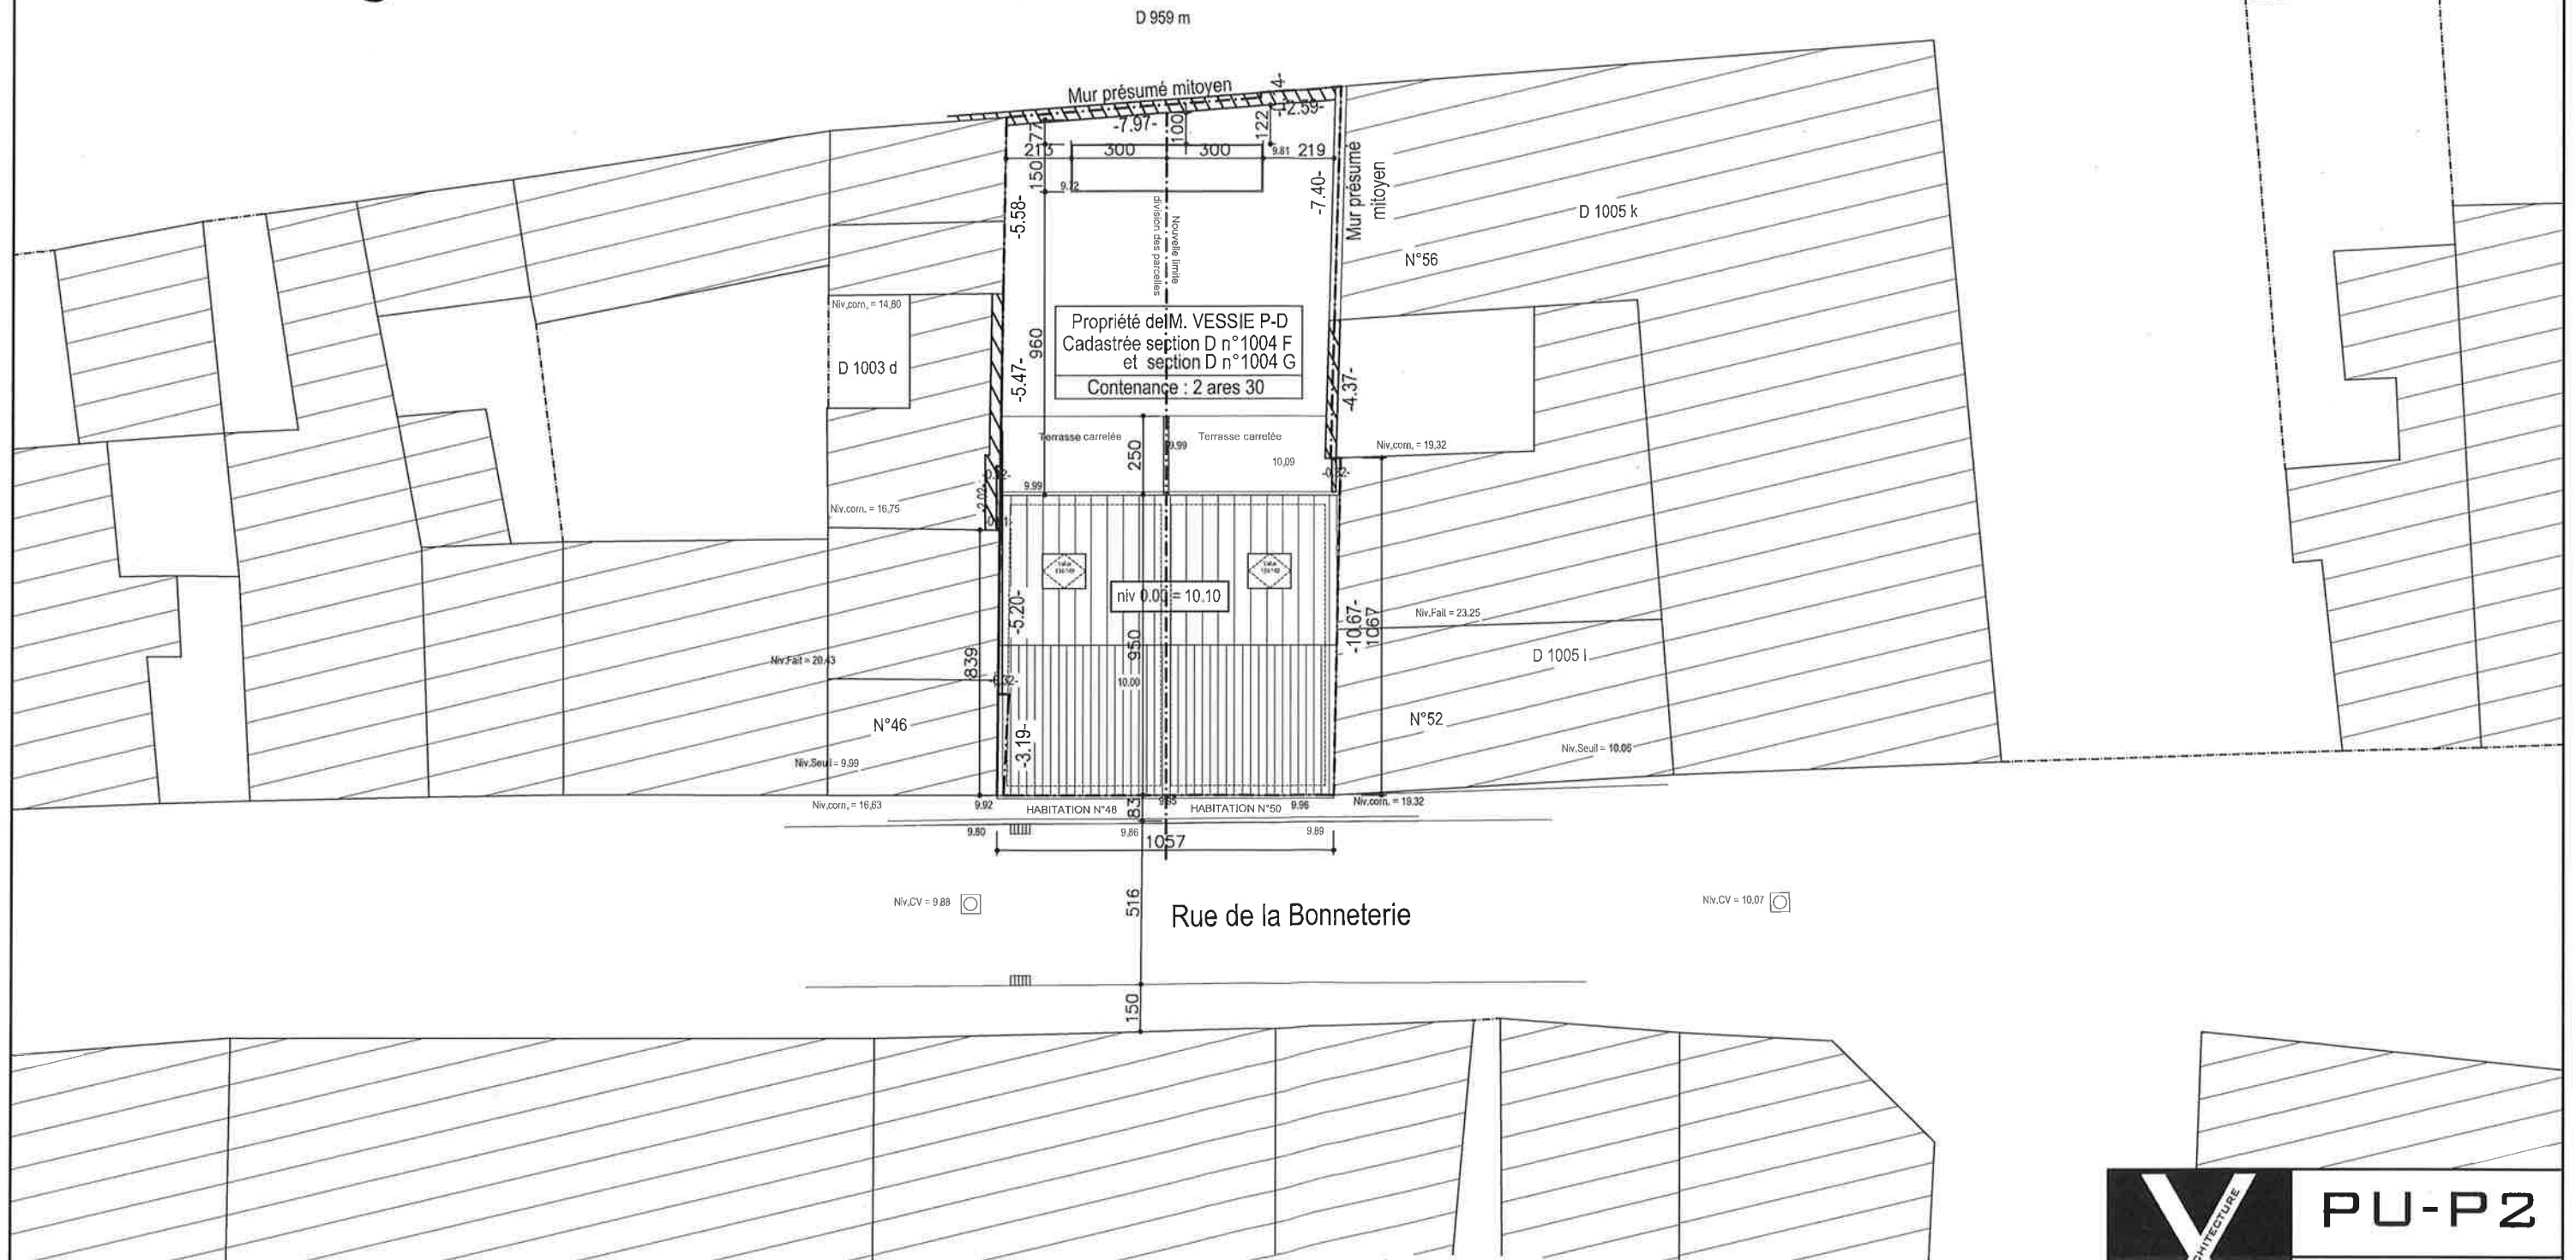 D 959 m
Mur présumé mitoyen
-2.59-
-7.97-
100
122
77
213
300
300
9.81
219
150
9.72
-5.58-
-7.40-
Mur présumé
mitoyen
division des parcelles
Nouvelle limite
D 1005 k
N°56
Niv.corn. = 14,80
D 1003 d
960
-5.47-
Propriété de M. VESSIE P-D
Cadastrée section D n°1004 F
et section D n°1004 G
Contenance : 2 ares 30
-4.37-
Terrasse carrelée
250
9.99
Terrasse carrelée
10,09
Niv.corn. = 19,32
9.99
Niv.corn. = 16,75
niv 0.00 = 10.10
-5.20-
950
-10.67-
1067
Niv.Fait = 23.25
839
Niv.Fait = 20.43
10.00
D 1005 l
N°46
-3.19-
N°52
Niv.Seuil = 9.99
Niv.Seuil = 10.06
Niv.corn. = 16,63
9.92
HABITATION N°48
83
HABITATION N°50
9.96
Niv.corn. = 19.32
9.80
9,86
9.89
1057
Niv.CV = 9.88
516
Rue de la Bonneterie
Niv.CV = 10,07
150
PU-P2